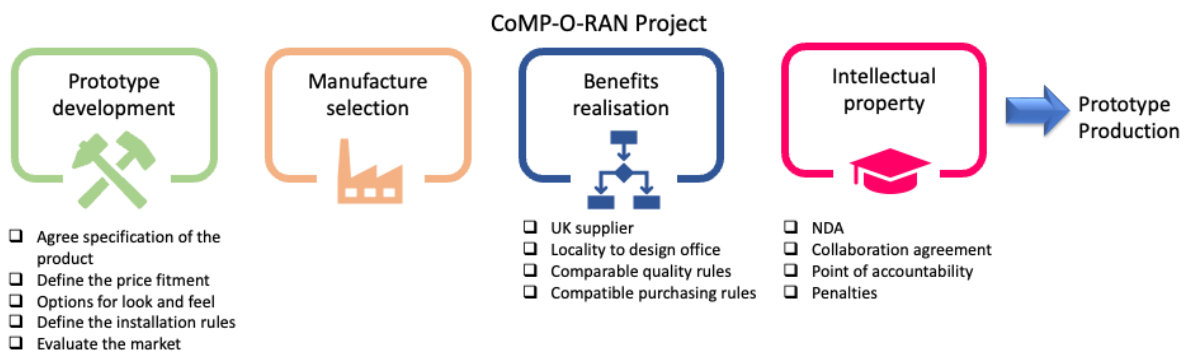 CoMP-O-RAN Project
Prototype
development
Manufacture
selection
Benefits
realisation
Intellectual
property
Prototype
Production
Agree specification of the
product
Define the price fitment
Options for look and feel
Define the installation rules
Evaluate the market
UK supplier
Locality to design office
Comparable quality rules
Compatible purchasing rules
NDA
Collaboration agreement
Point of accountability
Penalties